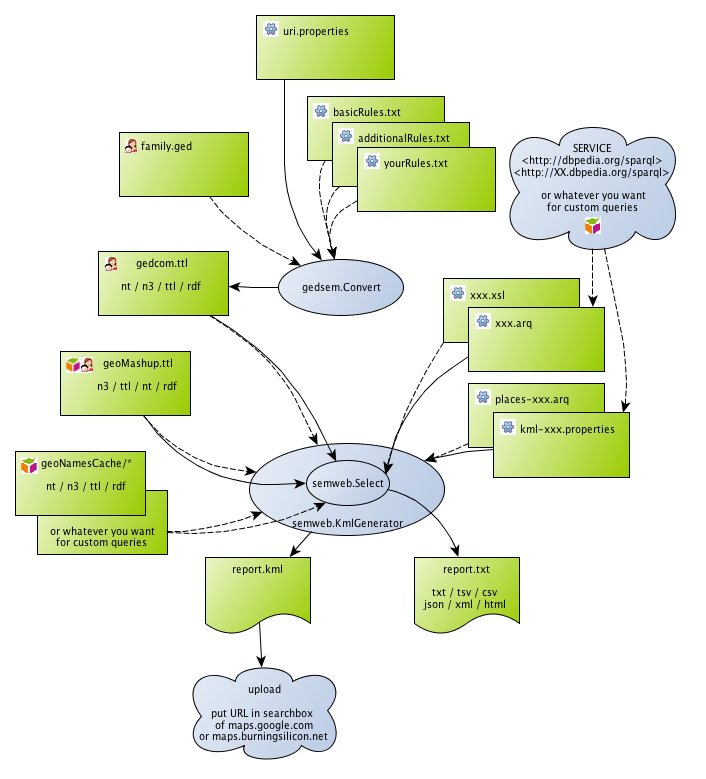 uri.properties
basicRules.txt
additionalRules.txt
yourRules.txt
family.ged
SERVICE
<http://dbpedia.org/sparql>
<http://XX.dbpedia.org/sparql>
or whatever you want
for custom queries
gedcom.ttl
nt / n3 / ttl / rdf
gedsem.Convert
xxx.xsl
xxx.arq
geoMashup.ttl
n3 / ttl / nt / rdf
places-xxx.arq
kml-xxx.properties
geoNamesCache/*
nt / n3 / ttl / rdf
or whatever you want
for custom queries
semweb.Select
semweb.KmlGenerator
report.kml
report.txt
txt / tsv / csv
json / xml / html
upload
put URL in searchbox
of maps.google.com
or maps.burningsilicon.net